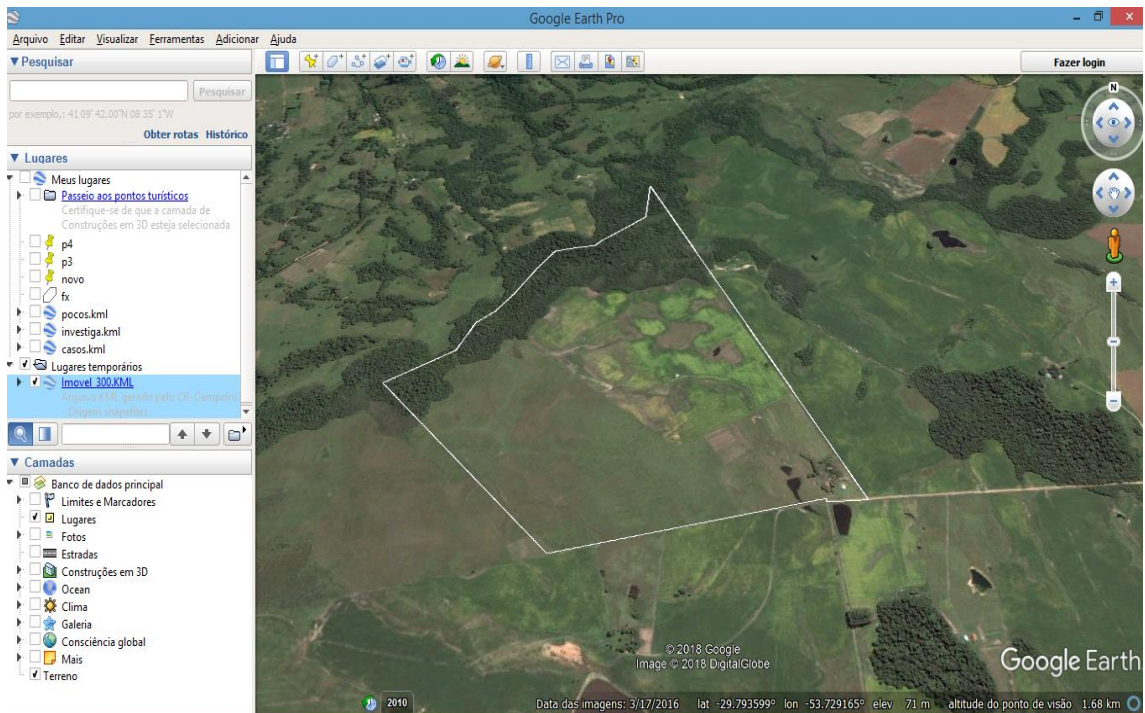 Google Earth Pro
Arquivo Editar Visualizar Ferramentas Adicionar Ajuda
Pesquisar
Pesquisar
por exemplo,: 41 09' 42.00"N 08 35' 1"W
Obter rotas Histórico
Lugares
Meus lugares
Passeio aos pontos turísticos
Certifique-se de que a camada de
Construções em 3D esteja selecionada
p4
p3
novo
fx
pocos.kml
investiga.kml
casos.kml
Lugares temporários
Imovel_300.KML
Arquivo KML gerado pelo CR-Campeiro
- Origem shapefiles
Camadas
Banco de dados principal
Limites e Marcadores
Lugares
Fotos
Estradas
Construções em 3D
Ocean
Clima
Galeria
Consciência global
Mais
Terreno
Fazer login
N
© 2018 Google
Image © 2018 DigitalGlobe
Google Earth
2010
Data das imagens: 3/17/2016 lat -29.793599° lon -53.729165° elev 71 m altitude do ponto de visão 1.68 km